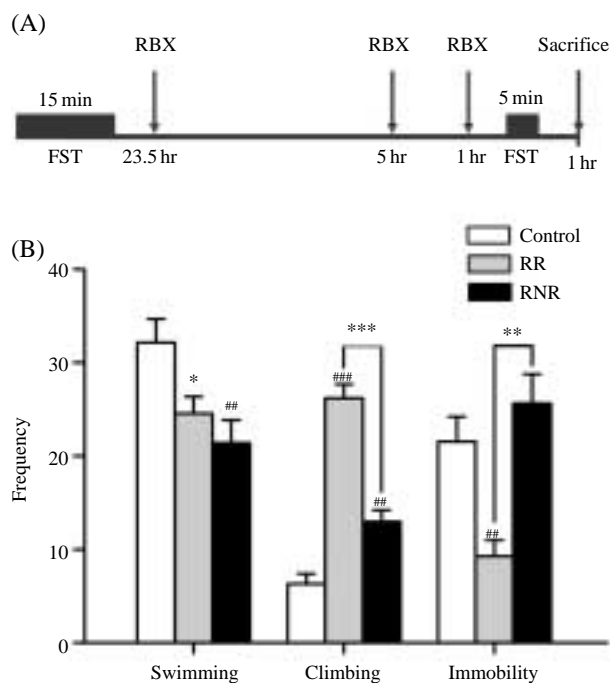 (A)
RBX RBX RBX Sacrifice
15 min 5 min
FST 23.5 hr 5 hr 1 hr FST 1 hr
(B)
Control
RR
RNR
Frequency
40
30
20
10
0
* ## ### *** ## ## **
Swimming Climbing Immobility